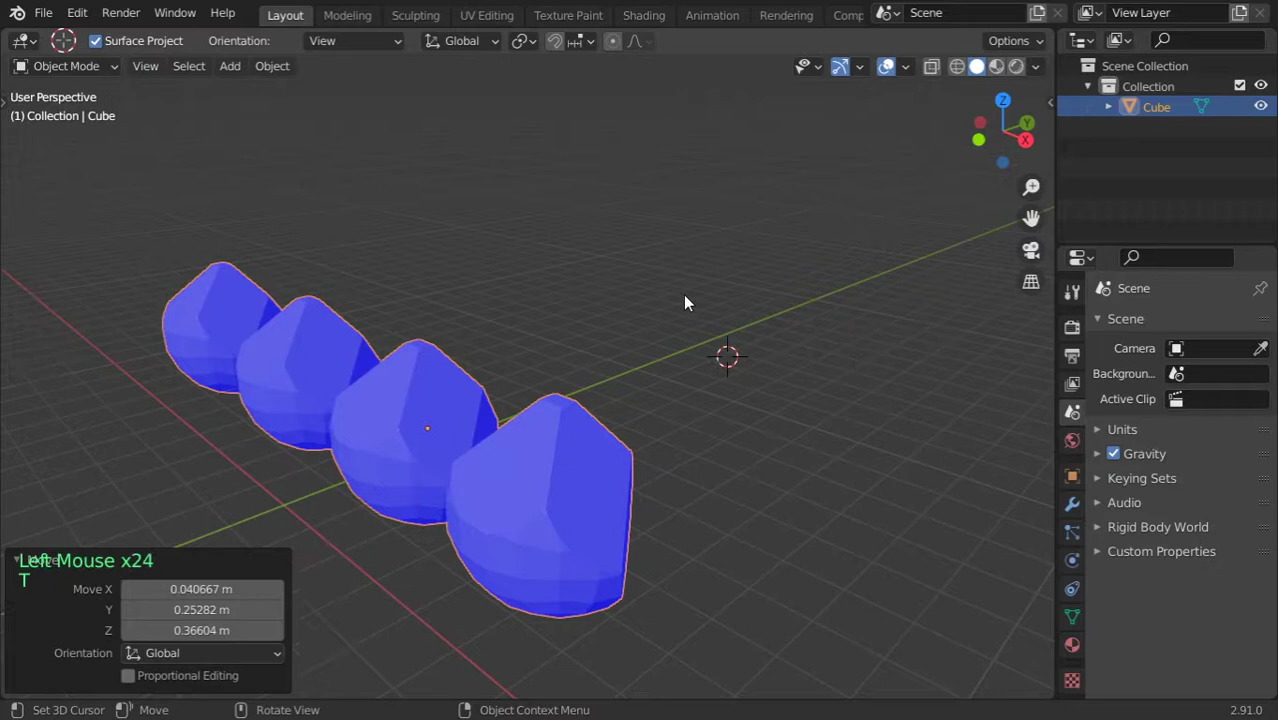 File Edit Render Window Help Layout Modeling Sculpting UV Editing Texture Paint Shading Animation Rendering Comp Scene View Layer
Surface Project Orientation: View Global Options
Object Mode View Select Add Object
User Perspective
(1) Collection | Cube
Z
Y
X
Scene Collection
Collection
Cube
Scene
Scene
Camera
Backgroun...
Active Clip
Units
Gravity
Keying Sets
Audio
Rigid Body World
Custom Properties
Left Mouse x24
T
Move X 0.040667 m
Y 0.25282 m
Z 0.36604 m
Orientation Global
Proportional Editing
Set 3D Cursor Move Rotate View Object Context Menu 2.91.0